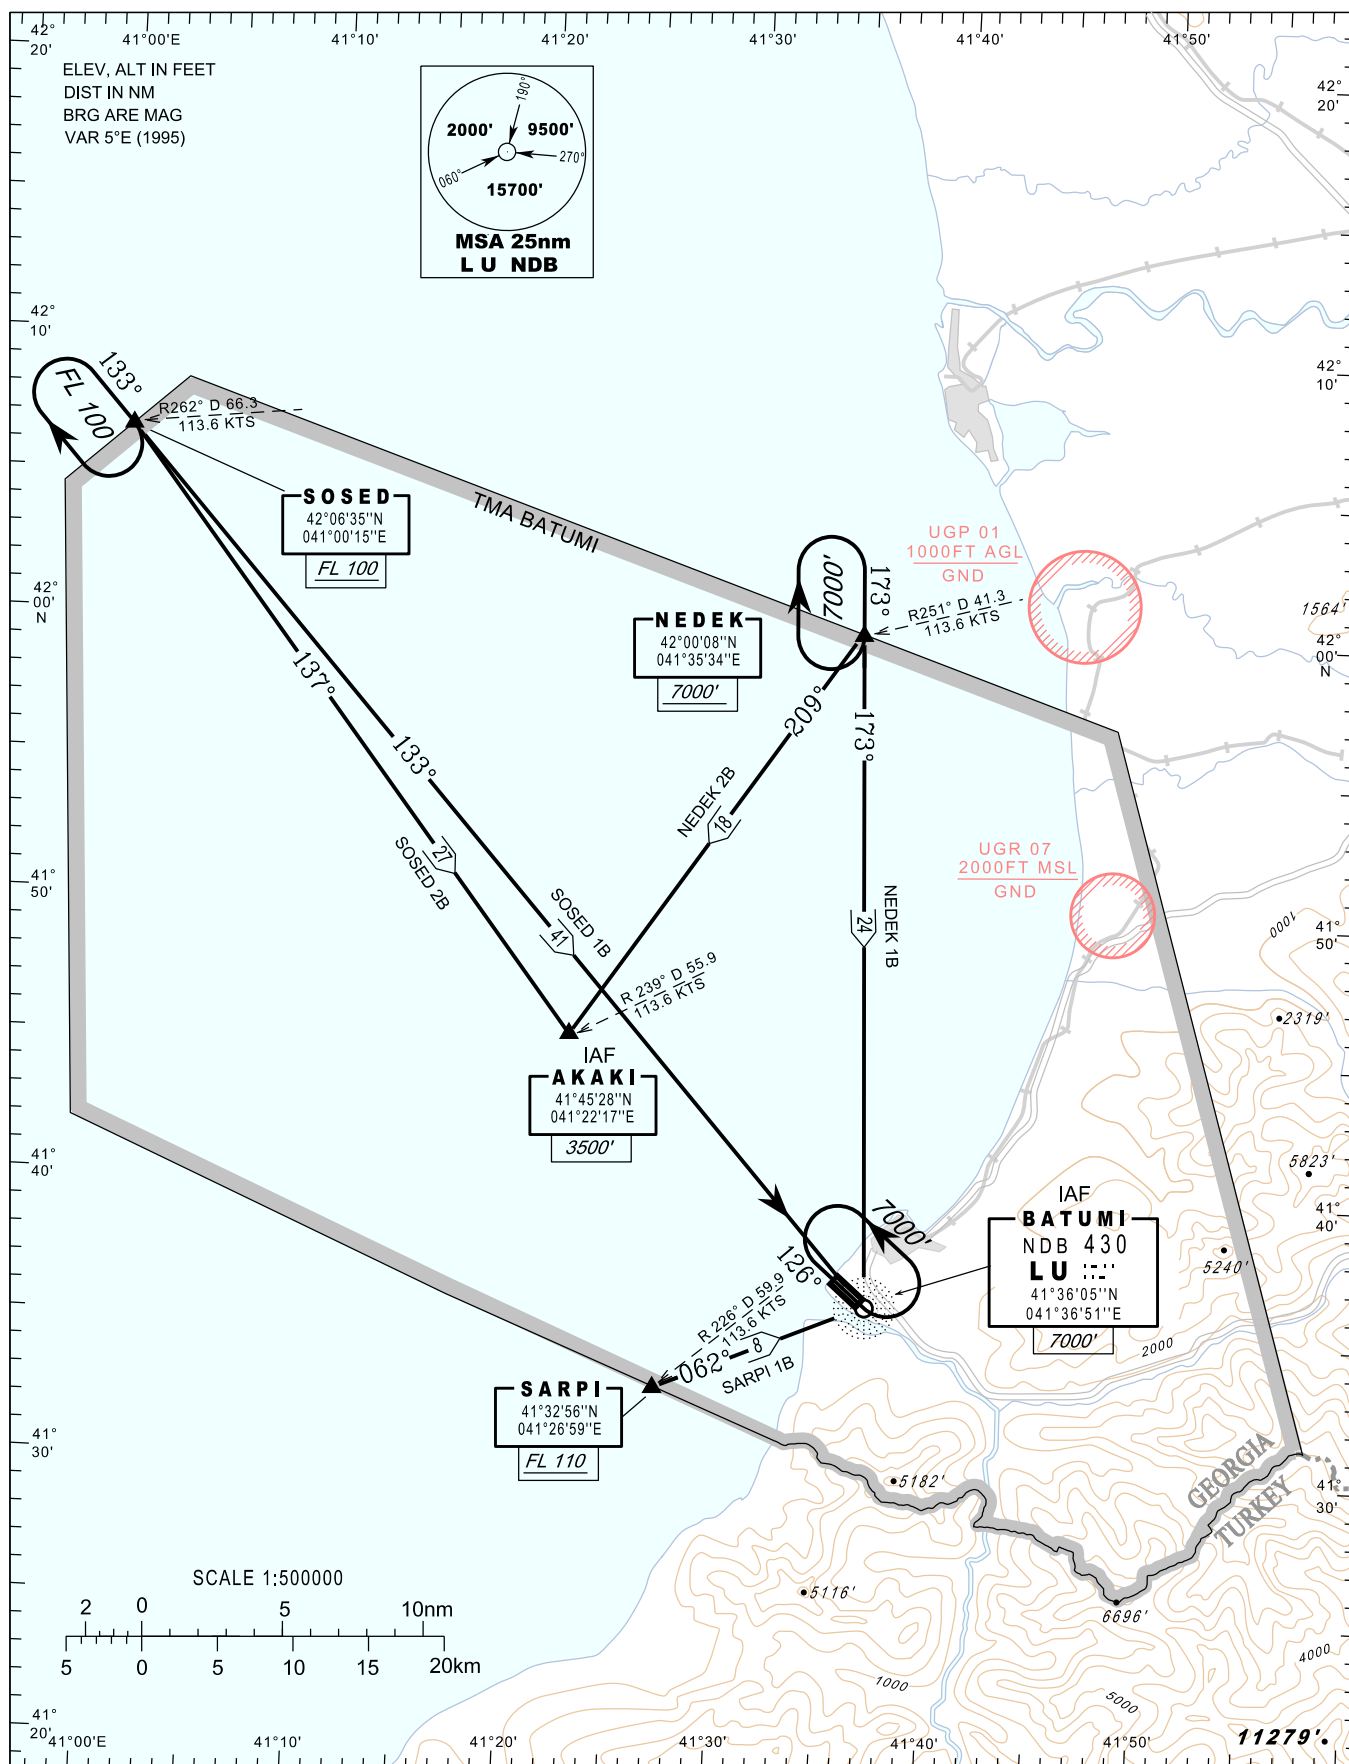 42°
20'
41°00'E
41°10'
41°20'
41°30'
41°40'
41°50'
42°
20'
ELEV, ALT IN FEET
DIST IN NM
BRG ARE MAG
VAR 5°E (1995)
190°
2000'
9500'
270°
060°
15700'
MSA 25nm
L U NDB
42°
10'
42°
10'
133°
FL 100
R262° D 66.3
113.6 KTS
SOSED
42°06'35''N
041°00'15''E
FL 100
TMA BATUMI
UGP 01
1000FT AGL
GND
7000'
173°
R251° D 41.3
113.6 KTS
42°
00'
N
1564'
42°
00'
N
NEDEK
42°00'08''N
041°35'34''E
7000'
137°
133°
209°
173°
NEDEK 2B
18
27
SOSED 2B
SOSED 1B
41
NEDEK 1B
24
UGR 07
2000FT MSL
GND
41°
50'
41°
50'
1000
R 239° D 55.9
113.6 KTS
2319'
IAF
AKAKI
41°45'28''N
041°22'17''E
3500'
41°
40'
5823'
41°
40'
IAF
BATUMI
NDB 430
LU
41°36'05''N
041°36'51''E
7000'
5240'
7000'
126°
R 226° D 59.9
113.6 KTS
062°
8
SARPI 1B
2000
SARPI
41°32'56''N
041°26'59''E
FL 110
41°
30'
5182'
GEORGIA
TURKEY
41°
30'
SCALE 1:500000
2 0 5 10nm
5 0 5 10 15 20km
5116'
6696'
4000
1000
5000
11279'
41°
20'
41°00'E
41°10'
41°20'
41°30'
41°40'
41°50'